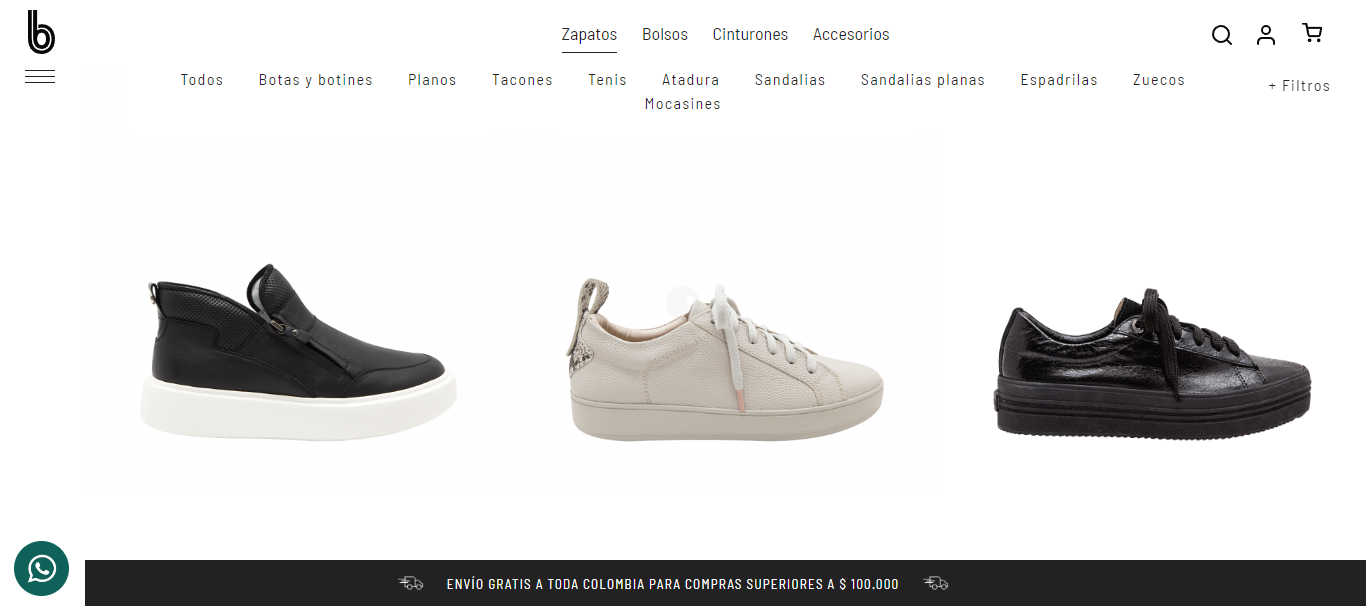 b
Zapatos Bolsos Cinturones Accesorios
Todos Botas y botines Planos Tacones Tenis Atadura Sandalias Sandalias planas Espadrilas Zuecos
Mocasines
+ Filtros
ENVÍO GRATIS A TODA COLOMBIA PARA COMPRAS SUPERIORES A $ 100.000